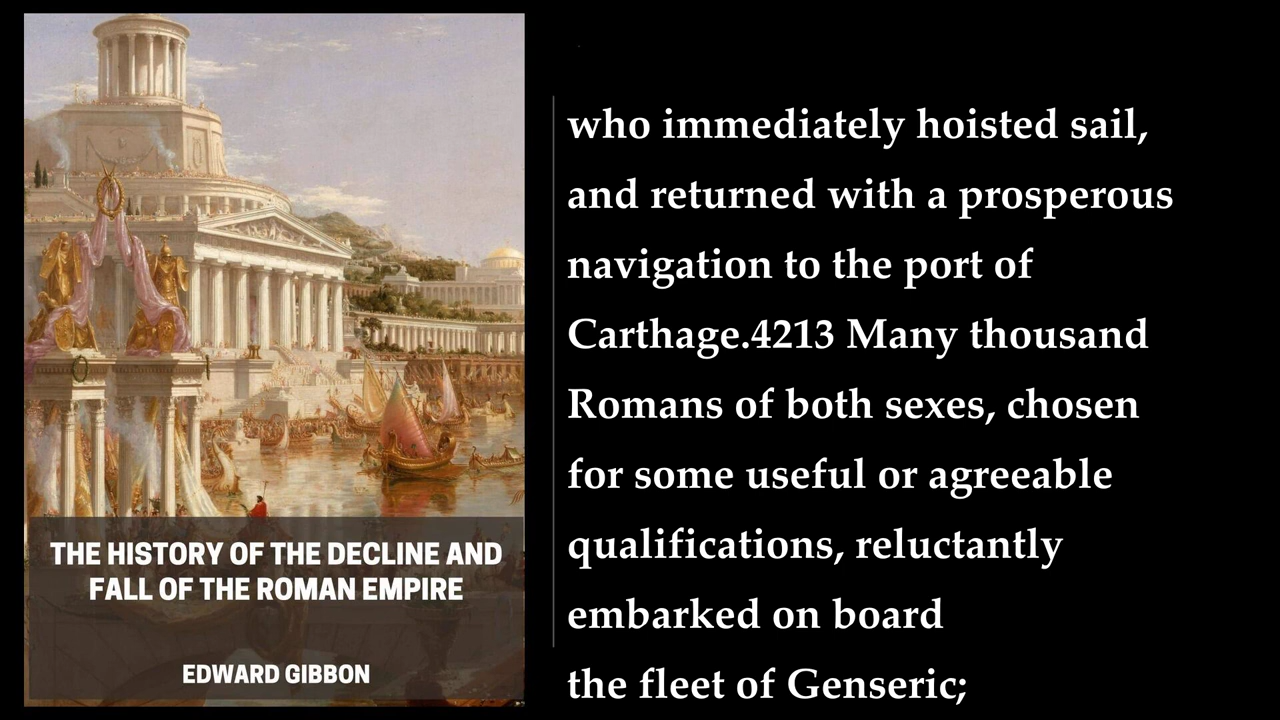 THE HISTORY OF THE DECLINE AND
FALL OF THE ROMAN EMPIRE
EDWARD GIBBON
who immediately hoisted sail,
and returned with a prosperous
navigation to the port of
Carthage.4213 Many thousand
Romans of both sexes, chosen
for some useful or agreeable
qualifications, reluctantly
embarked on board
the fleet of Genseric;